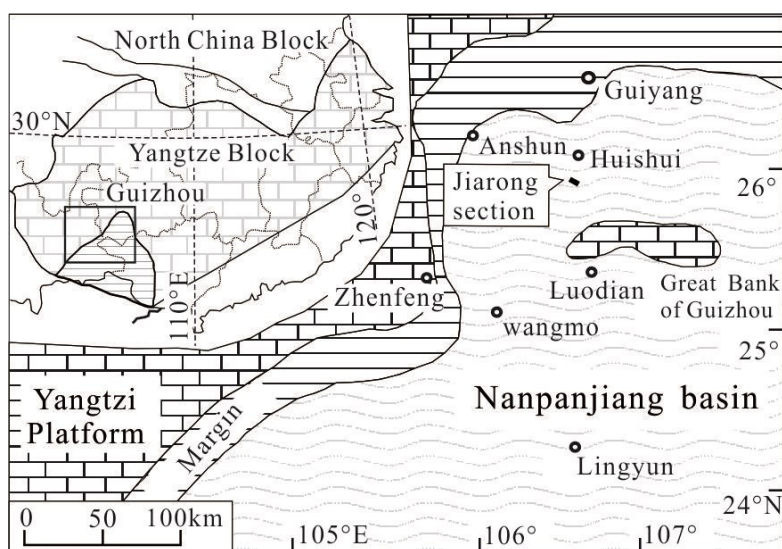 North China Block
30°N
Yangtze Block
Guizhou
120°
110°E
Guiyang
Anshun
Huishui
Jiarong
section
26°
Zhenfeng
Luodian
Great Bank
of Guizhou
wangmo
25°
Yangtzi
Platform
Margin
Nanpanjiang basin
Lingyun
24°N
0 50 100km
105°E
106°
107°